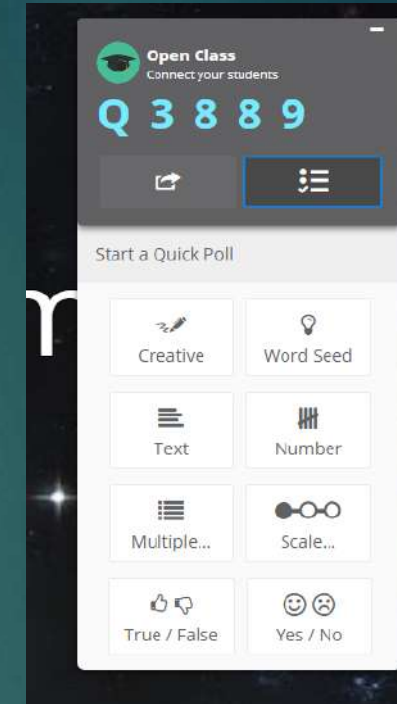 Open Class
Connect your students
Q 3 8 8 9
Start a Quick Poll
m
Creative
Word Seed
Text
Number
Multiple...
Scale...
True / False
Yes / No